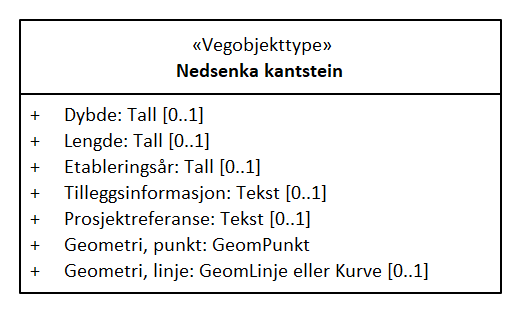 «Vegobjekttype»
Nedsenka kantstein
+ Dybde: Tall [0..1]
+ Lengde: Tall [0..1]
+ Etableringsår: Tall [0..1]
+ Tilleggsinformasjon: Tekst [0..1]
+ Prosjektreferanse: Tekst [0..1]
+ Geometri, punkt: GeomPunkt
+ Geometri, linje: GeomLinje eller Kurve [0..1]